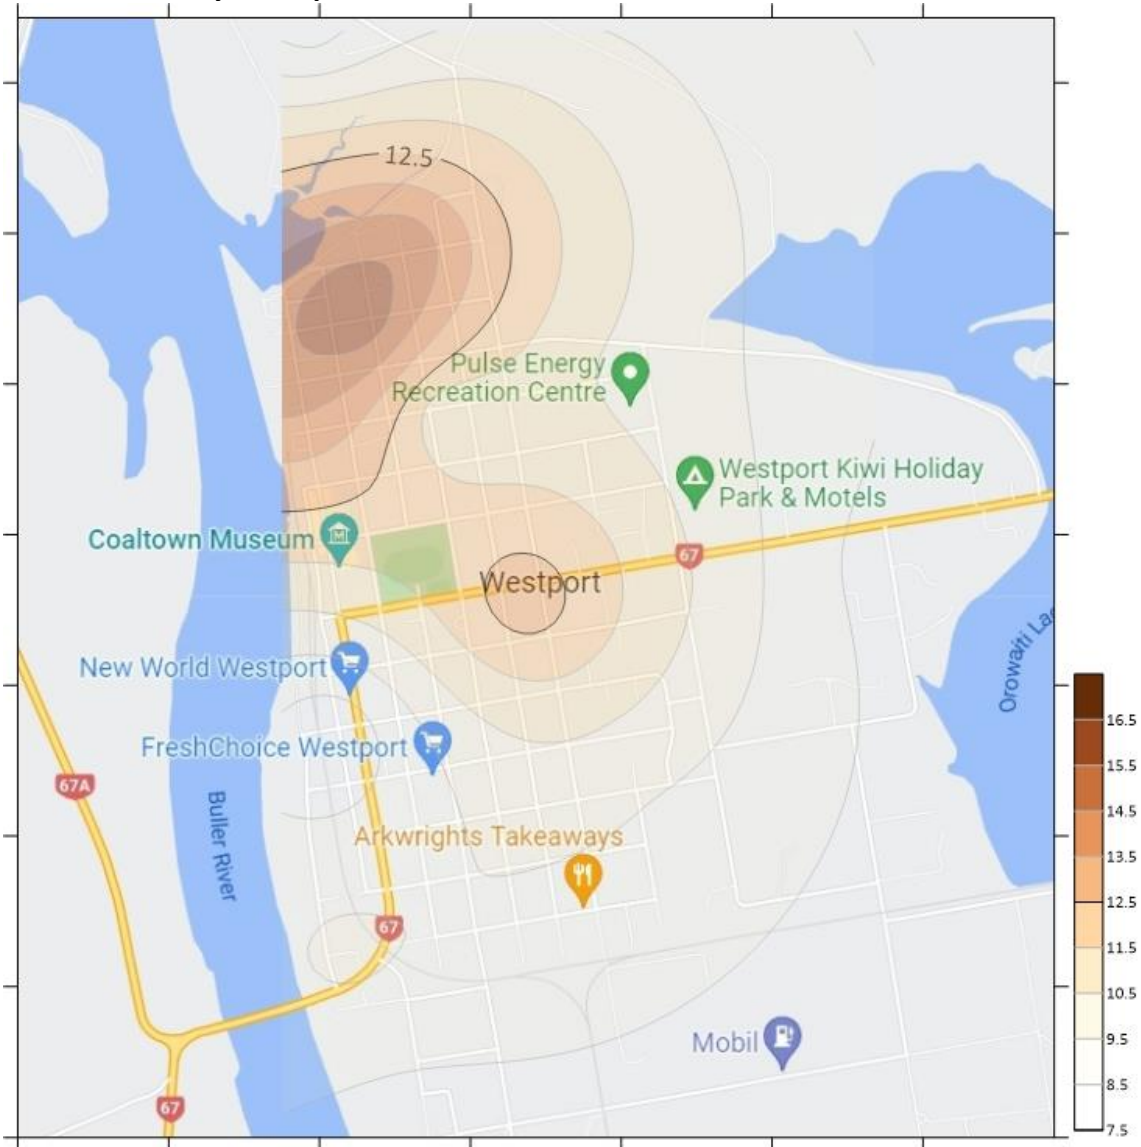 12.5
Pulse Energy
Recreation Centre
Westport Kiwi Holiday
Park & Motels
Coaltown Museum
M
67
Westport
New World Westport
FreshChoice Westport
67A
Buller River
Arkwrights Takeaways
67
Mobil
67
16.5
15.5
14.5
13.5
12.5
11.5
10.5
9.5
8.5
7.5